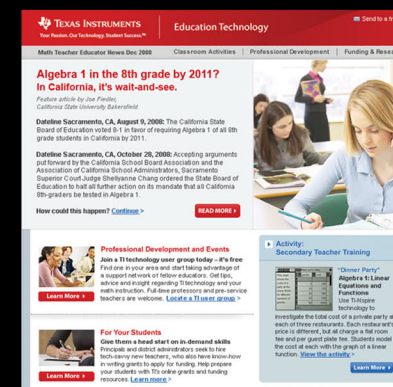 TEXAS INSTRUMENTS
Your Passion. Our Technology. Student Success.™
Education Technology
Send to a fr
Math Teacher Educator News Dec 2008
Classroom Activities | Professional Development | Funding & Resea
Algebra 1 in the 8th grade by 2011?
In California, it's wait-and-see.
Feature article by Joe Fiedler,
California State University Bakersfield
Dateline Sacramento, CA, August 9, 2008: The California State
Board of Education voted 8-1 in favor of requiring Algebra 1 of all 8th
grade students in California by 2011.
Dateline Sacramento, CA, October 28, 2008: Accepting arguments
put forward by the California School Board Association and the
Association of California School Administrators, Sacramento
Superior Court Judge Shellyanne Chang ordered the State Board of
Education to halt all further action on its mandate that all California
8th-graders be tested in Algebra 1.
How could this happen? Continue >
READ MORE
Professional Development and Events
Join a TI technology user group today – it's free
Find one in your area and start taking advantage of
a support network of fellow educators. Get tips,
advice and insight regarding TI technology and your
math instruction. Full-time professors and pre-service
teachers are welcome. Locate a TI user group >
Learn More
For Your Students
Give them a head start on in-demand skills
Principals and district administrators seek to hire
tech-savvy new teachers, who also have know-how
in writing grants to apply for funding. Help prepare
your students with TI's online grants and funding
resources. Learn more >
Learn More
Activity:
Secondary Teacher Training
"Dinner Party"
Algebra 1: Linear
Equations and
Functions
Use TI-Nspire
technology to
investigate the total cost of a private party at
each of three restaurants. Each restaurant's
price is different, but all charge a flat room
fee and per guest plate fee. Students model
the cost at each with the graph of a linear
function. View the activity >
Learn More